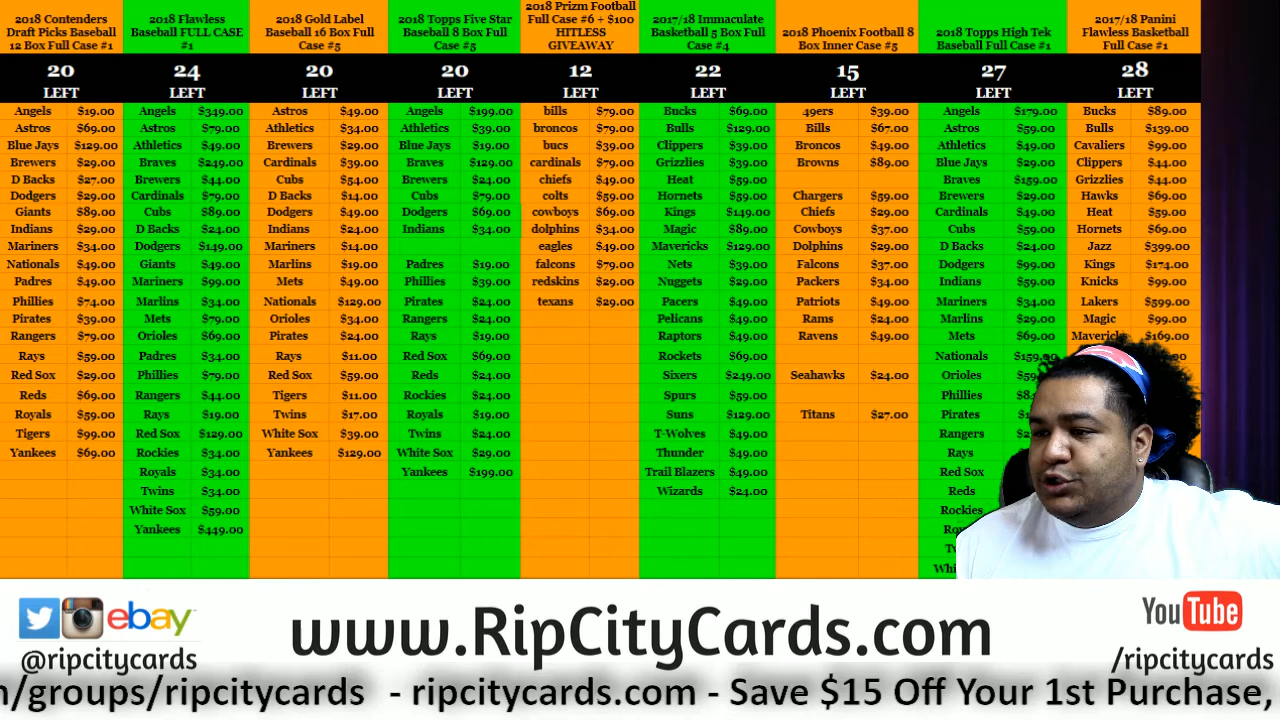 2018 Contenders Draft Picks Baseball 12 Box Full Case #1
20
LEFT
Angels $19.00
Astros $69.00
Blue Jays $129.00
Brewers $29.00
D Backs $27.00
Dodgers $29.00
Giants $89.00
Indians $29.00
Mariners $34.00
Nationals $49.00
Padres $49.00
Phillies $74.00
Pirates $39.00
Rangers $79.00
Rays $59.00
Red Sox $29.00
Reds $69.00
Royals $59.00
Tigers $99.00
Yankees $69.00
2018 Flawless Baseball FULL CASE #1
24
LEFT
Angels $349.00
Astros $79.00
Athletics $49.00
Braves $249.00
Brewers $44.00
Cardinals $79.00
Cubs $89.00
D Backs $24.00
Dodgers $149.00
Giants $49.00
Mariners $99.00
Marlins $34.00
Mets $79.00
Orioles $69.00
Padres $34.00
Phillies $79.00
Rangers $44.00
Rays $19.00
Red Sox $129.00
Rockies $34.00
Royals $34.00
Twins $34.00
White Sox $59.00
Yankees $449.00
2018 Gold Label Baseball 16 Box Full Case #5
20
LEFT
Astros $49.00
Athletics $34.00
Brewers $29.00
Cardinals $39.00
Cubs $54.00
D Backs $14.00
Dodgers $49.00
Indians $24.00
Mariners $14.00
Marlins $19.00
Mets $49.00
Nationals $129.00
Orioles $34.00
Pirates $24.00
Rays $11.00
Red Sox $59.00
Tigers $11.00
Twins $17.00
White Sox $39.00
Yankees $129.00
2018 Topps Five Star Baseball 8 Box Full Case #5
20
LEFT
Angels $199.00
Athletics $39.00
Blue Jays $19.00
Braves $129.00
Brewers $24.00
Cubs $79.00
Dodgers $69.00
Indians $34.00
Padres $19.00
Phillies $39.00
Pirates $24.00
Rangers $24.00
Rays $19.00
Red Sox $69.00
Reds $24.00
Rockies $24.00
Royals $19.00
Twins $24.00
White Sox $29.00
Yankees $199.00
2018 Prizm Football Full Case #6 + $100 HITLESS GIVEAWAY
12
LEFT
bills $79.00
broncos $79.00
bucs $39.00
cardinals $79.00
chiefs $49.00
colts $59.00
cowboys $69.00
dolphins $34.00
eagles $49.00
falcons $79.00
redskins $29.00
texans $29.00
2017/18 Immaculate Basketball 5 Box Full Case #4
22
LEFT
Bucks $69.00
Bulls $129.00
Clippers $39.00
Grizzlies $39.00
Heat $59.00
Hornets $59.00
Kings $149.00
Magic $89.00
Mavericks $129.00
Nets $39.00
Nuggets $29.00
Pacers $49.00
Pelicans $49.00
Raptors $49.00
Rockets $69.00
Sixers $249.00
Spurs $59.00
Suns $129.00
T-Wolves $49.00
Thunder $49.00
Trail Blazers $49.00
Wizards $24.00
2018 Phoenix Football 8 Box Inner Case #5
15
LEFT
49ers $39.00
Bills $67.00
Broncos $49.00
Browns $89.00
Chargers $59.00
Chiefs $29.00
Cowboys $37.00
Dolphins $29.00
Falcons $37.00
Packers $34.00
Patriots $49.00
Rams $24.00
Ravens $49.00
Seahawks $24.00
Titans $27.00
2018 Topps High Tek Baseball Full Case #1
27
LEFT
Angels $179.00
Astros $59.00
Athletics $49.00
Blue Jays $29.00
Braves $159.00
Brewers $29.00
Cardinals $49.00
Cubs $59.00
D Backs $24.00
Dodgers $99.00
Indians $59.00
Mariners $34.00
Marlins $29.00
Mets $69.00
Nationals $159.00
Orioles
Phillies
Pirates
Rangers
Rays
Red Sox
Reds
Rockies
2017/18 Panini Flawless Basketball Full Case #1
28
LEFT
Bucks $89.00
Bulls $139.00
Cavaliers $99.00
Clippers $44.00
Grizzlies $44.00
Hawks $69.00
Heat $59.00
Hornets $69.00
Jazz $399.00
Kings $174.00
Knicks $99.00
Lakers $599.00
Magic $99.00
Maverick $169.00
ebay
@ripcitycards
www.RipCityCards.com
YouTube
/ripcitycards
n/groups/ripcitycards - ripcitycards.com - Save $15 Off Your 1st Purchase,